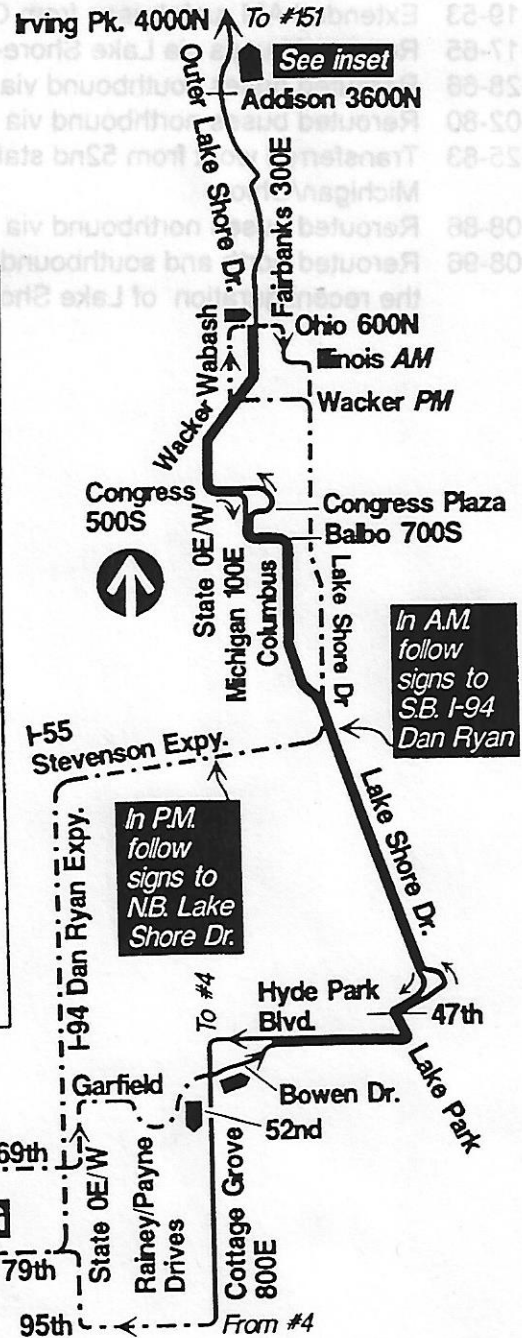 Irving Pk. 4000N
To #151
See inset
Addison 3600N
Outer Lake Shore Dr.
Fairbanks 300E
Ohio 600N
Illinois AM
Wabash
Wacker
Wacker PM
Congress
500S
Congress Plaza
Balbo 700S
State 0E/W
Michigan 100E
Columbus
Lake Shore Dr
In A.M.
follow
signs to
S.B. I-94
Dan Ryan
I-55
Stevenson Expy.
In P.M.
follow
signs to
N.B. Lake
Shore Dr.
Lake Shore Dr.
I-94 Dan Ryan Expy.
To #4
Hyde Park
Blvd.
47th
Lake Park
Garfield
Bowen Dr.
52nd
69th
State 0E/W
Rainey/Payne
Drives
Cottage Grove
800E
79th
95th
From #4